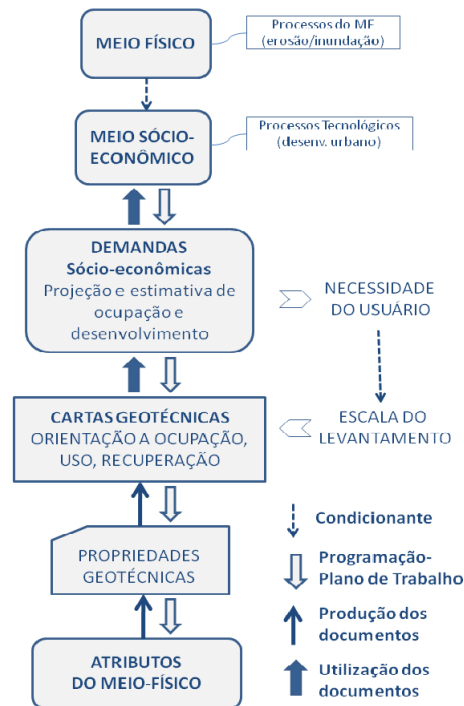 MEIO FÍSICO
Processos do MF
(erosão/inundação)
MEIO SÓCIO-
ECONÔMICO
Processos Tecnológicos
(desenv. urbano)
DEMANDAS
Sócio-econômicas
Projeção e estimativa de
ocupação e
desenvolvimento
NECESSIDADE
DO USUÁRIO
CARTAS GEOTÉCNICAS
ORIENTAÇÃO A OCUPAÇÃO,
USO, RECUPERAÇÃO
ESCALA DO
LEVANTAMENTO
PROPRIEDADES
GEOTÉCNICAS
ATRIBUTOS
DO MEIO-FÍSICO
Condicionante
Programação-
Plano de Trabalho
Produção dos
documentos
Utilização dos
documentos